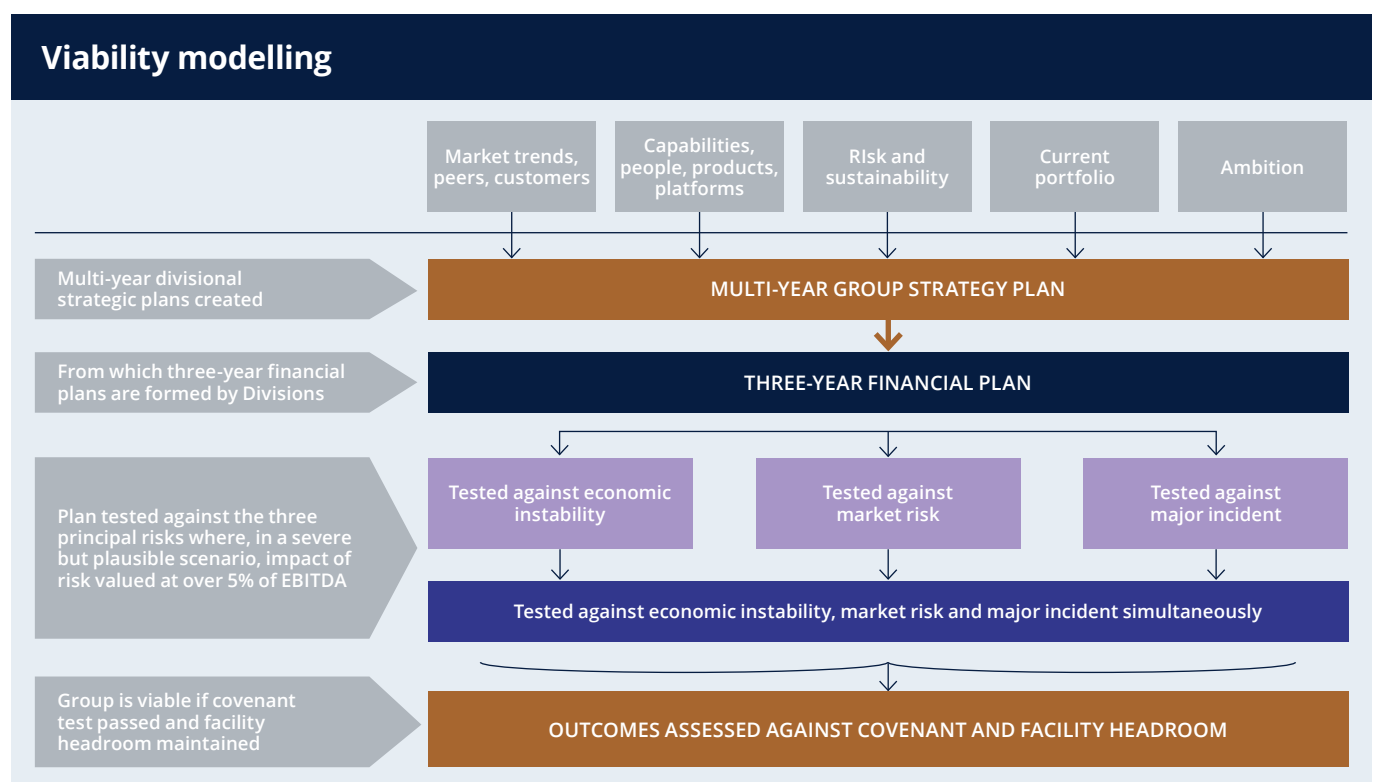 Viability modelling
Market trends,
peers, customers
Capabilities,
people, products,
platforms
RIsk and
sustainability
Current
portfolio
Ambition
Multi-year divisional
strategic plans created
MULTI-YEAR GROUP STRATEGY PLAN
From which three-year financial
plans are formed by Divisions
THREE-YEAR FINANCIAL PLAN
Plan tested against the three
principal risks where, in a severe
but plausible scenario, impact of
risk valued at over 5% of EBITDA
Tested against economic
instability
Tested against
market risk
Tested against
major incident
Tested against economic instability, market risk and major incident simultaneously
Group is viable if covenant
test passed and facility
headroom maintained
OUTCOMES ASSESSED AGAINST COVENANT AND FACILITY HEADROOM